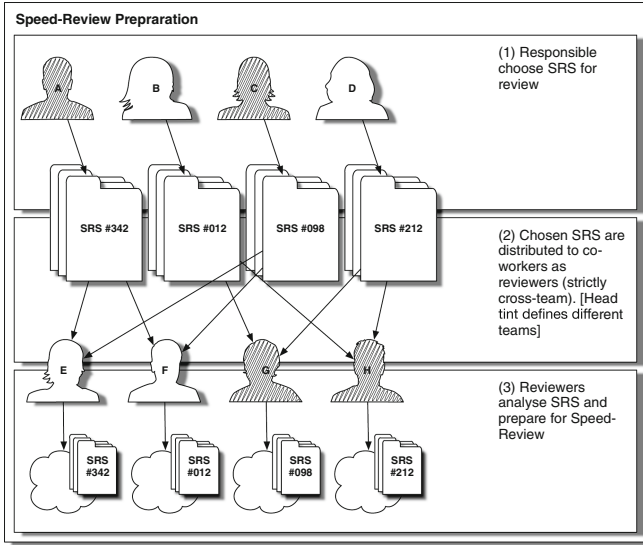 Speed-Review Prepraration
(1) Responsible
choose SRS for
review
A
B
C
D
SRS #342
SRS #012
SRS #098
SRS #212
(2) Chosen SRS are
distributed to co-
workers as
reviewers (strictly
cross-team). [Head
tint defines different
teams]
E
F
G
H
(3) Reviewers
analyse SRS and
prepare for Speed-
Review
SRS
#342
SRS
#012
SRS
#098
SRS
#212